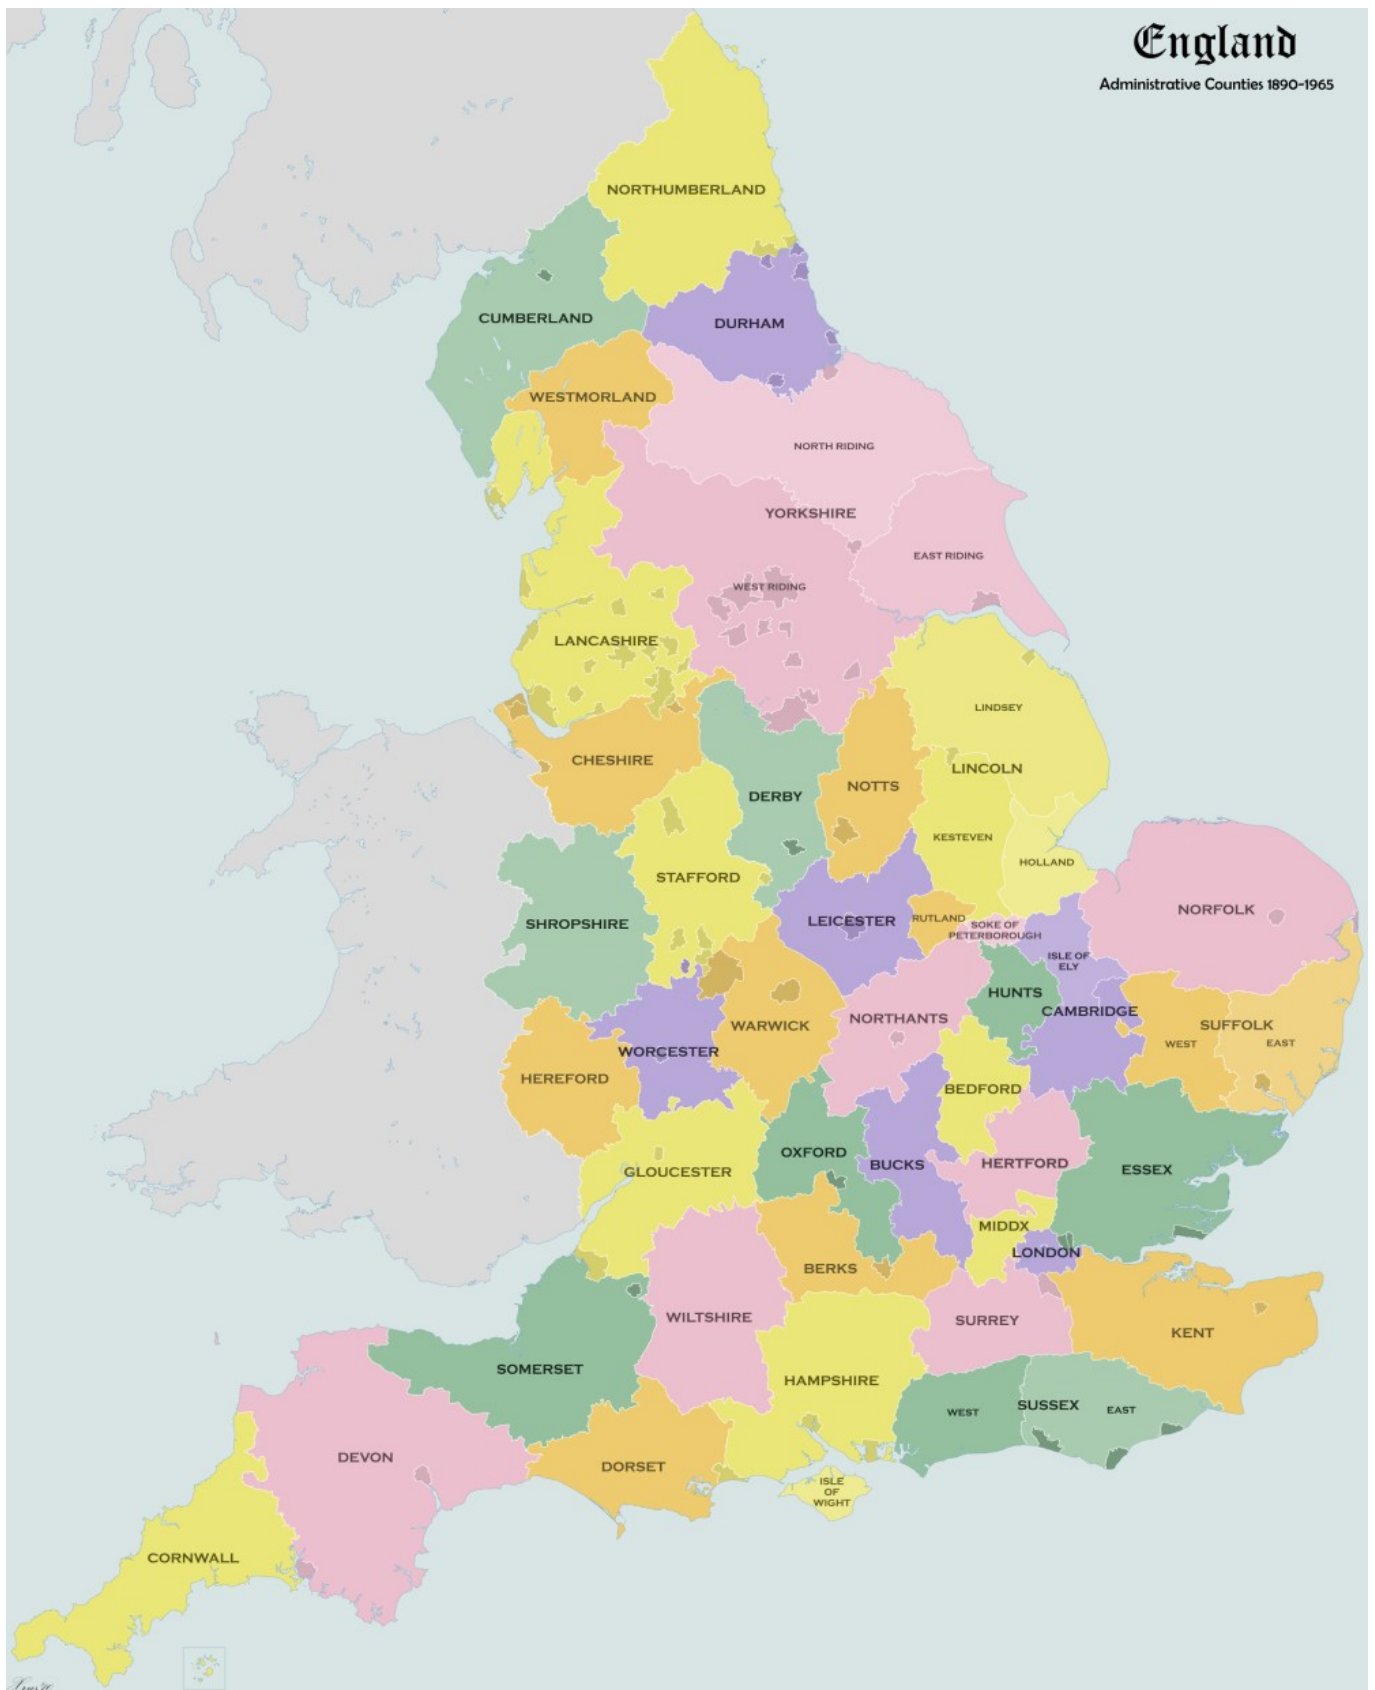 England
Administrative Counties 1890-1965
NORTHUMBERLAND
CUMBERLAND
DURHAM
WESTMORLAND
NORTH RIDING
YORKSHIRE
EAST RIDING
WEST RIDING
LANCASHIRE
LINDSEY
CHESHIRE
LINCOLN
NOTTS
DERBY
KESTEVEN
HOLLAND
STAFFORD
NORFOLK
LEICESTER
RUTLAND
SHROPSHIRE
SOKE OF
PETERBOROUGH
ISLE OF
ELY
HUNTS
CAMBRIDGE
NORTHANTS
WARWICK
SUFFOLK
WEST
EAST
WORCESTER
HEREFORD
BEDFORD
OXFORD
BUCKS
HERTFORD
ESSEX
GLOUCESTER
MIDDX
LONDON
BERKS
WILTSHIRE
SURREY
KENT
SOMERSET
HAMPSHIRE
WEST
SUSSEX
EAST
DEVON
DORSET
ISLE
OF
WIGHT
CORNWALL